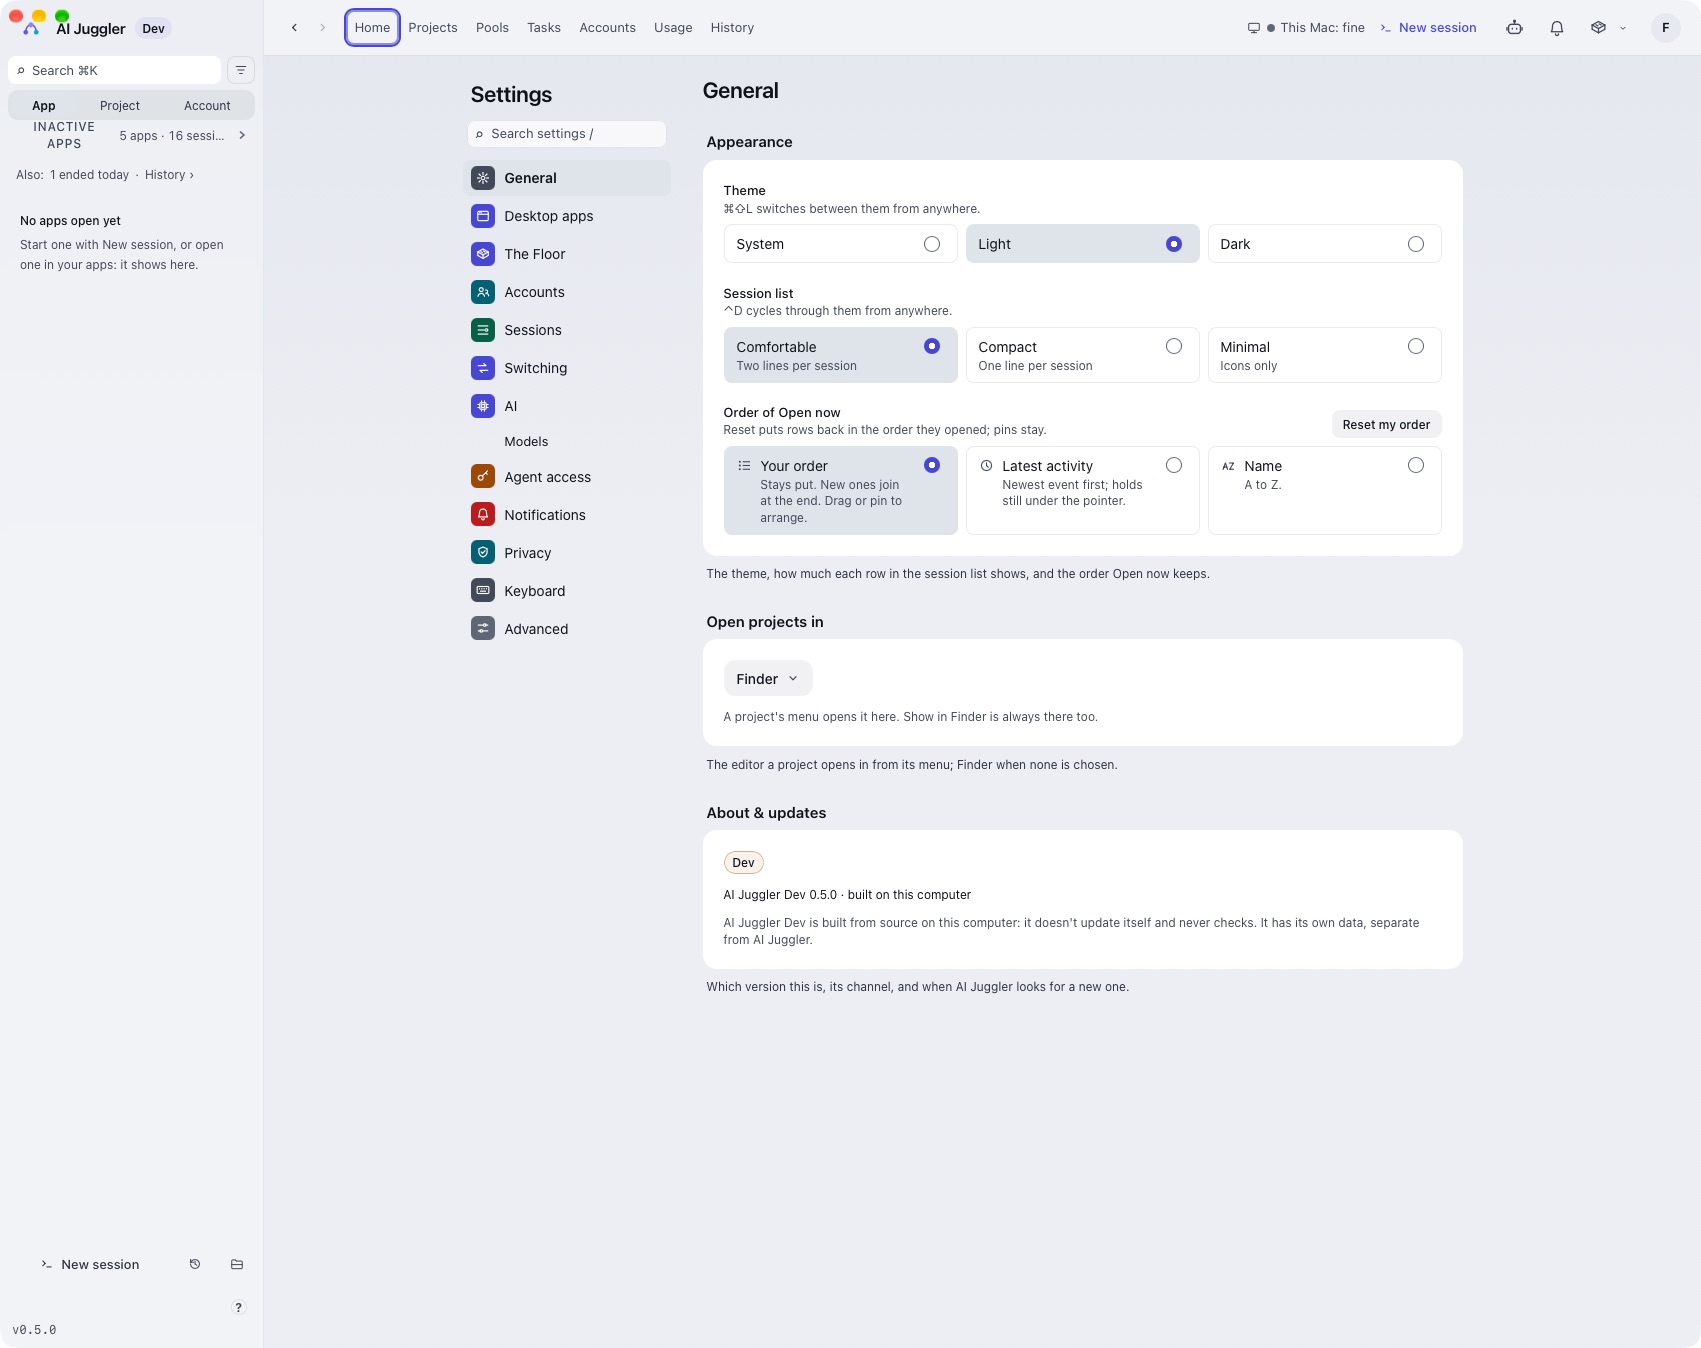 AI Juggler Dev
Search ⌘K
App Project Account
INACTIVE APPS
5 apps · 16 sessi...
Also: 1 ended today · History ›
No apps open yet
Start one with New session, or open
one in your apps: it shows here.
New session
?
v0.5.0
Home Projects Pools Tasks Accounts Usage History
This Mac: fine
New session
F
Settings
Search settings /
General
Desktop apps
The Floor
Accounts
Sessions
Switching
AI
Models
Agent access
Notifications
Privacy
Keyboard
Advanced
General
Appearance
Theme
⌘⇧L switches between them from anywhere.
System
Light
Dark
Session list
^D cycles through them from anywhere.
Comfortable
Two lines per session
Compact
One line per session
Minimal
Icons only
Order of Open now
Reset puts rows back in the order they opened; pins stay.
Reset my order
Your order
Stays put. New ones join
at the end. Drag or pin to
arrange.
Latest activity
Newest event first; holds
still under the pointer.
AZ Name
A to Z.
The theme, how much each row in the session list shows, and the order Open now keeps.
Open projects in
Finder
A project's menu opens it here. Show in Finder is always there too.
The editor a project opens in from its menu; Finder when none is chosen.
About & updates
Dev
AI Juggler Dev 0.5.0 · built on this computer
AI Juggler Dev is built from source on this computer: it doesn't update itself and never checks. It has its own data, separate
from AI Juggler.
Which version this is, its channel, and when AI Juggler looks for a new one.